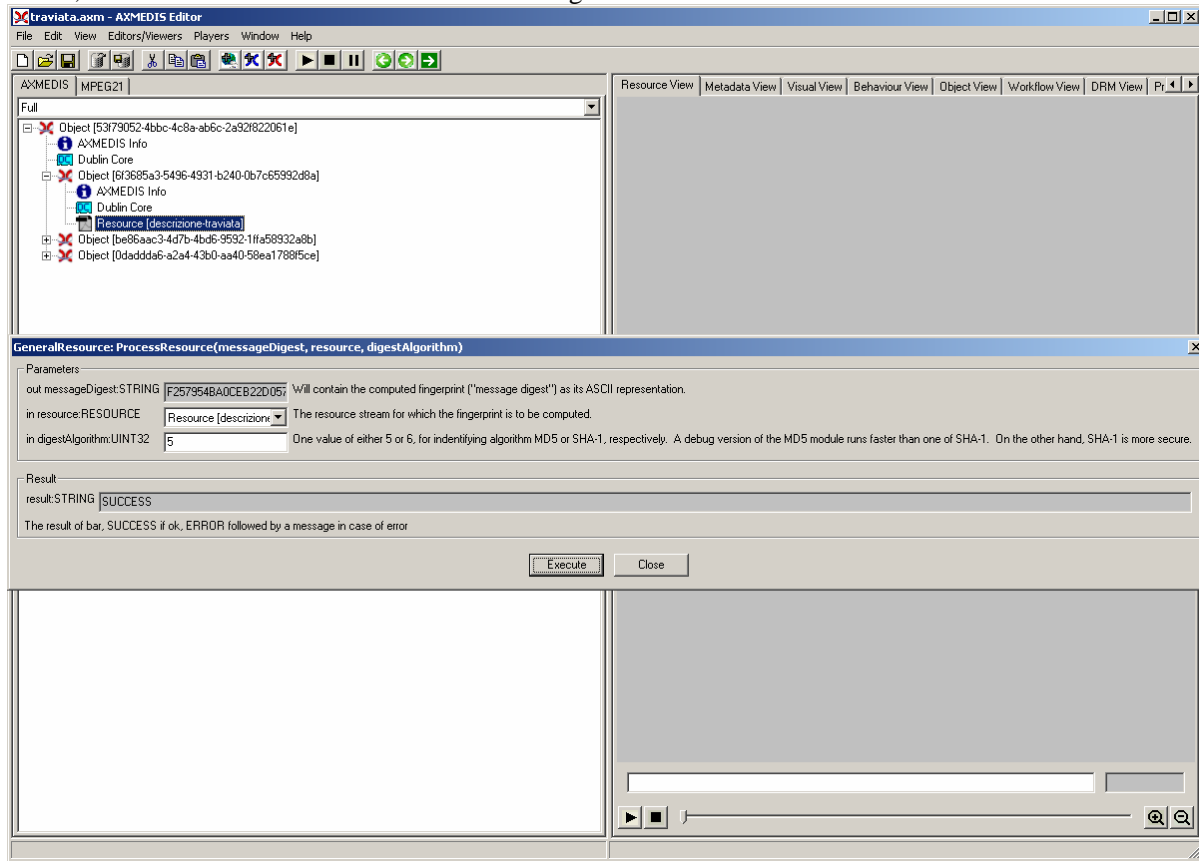 traviata.axm - AXMEDIS Editor
File Edit View Editors/Viewers Players Window Help
AXMEDIS MPEG21
Resource View Metadata View Visual View Behaviour View Object View Workflow View DRM View Pr
Full
Object [53f79052-4bbc-4c8a-ab6c-2a92f822061e]
AXMEDIS Info
Dublin Core
Object [6f3685a3-5496-4931-b240-0b7c65992d8a]
AXMEDIS Info
Dublin Core
Resource [descrizione-traviata]
Object [be86aac3-4d7b-4bd6-9592-1ffa58932a8b]
Object [0daddda6-a2a4-43b0-aa40-58ea1788f5ce]
GeneralResource: ProcessResource(messageDigest, resource, digestAlgorithm)
Parameters
out messageDigest:STRING F257954BA0CEB22D057 Will contain the computed fingerprint ("message digest") as its ASCII representation.
in resource:RESOURCE Resource [descrizione The resource stream for which the fingerprint is to be computed.
in digestAlgorithm:UINT32 5 One value of either 5 or 6, for indentifying algorithm MD5 or SHA-1, respectively. A debug version of the MD5 module runs faster than one of SHA-1. On the other hand, SHA-1 is more secure.
Result
result:STRING SUCCESS
The result of bar, SUCCESS if ok, ERROR followed by a message in case of error
Execute Close